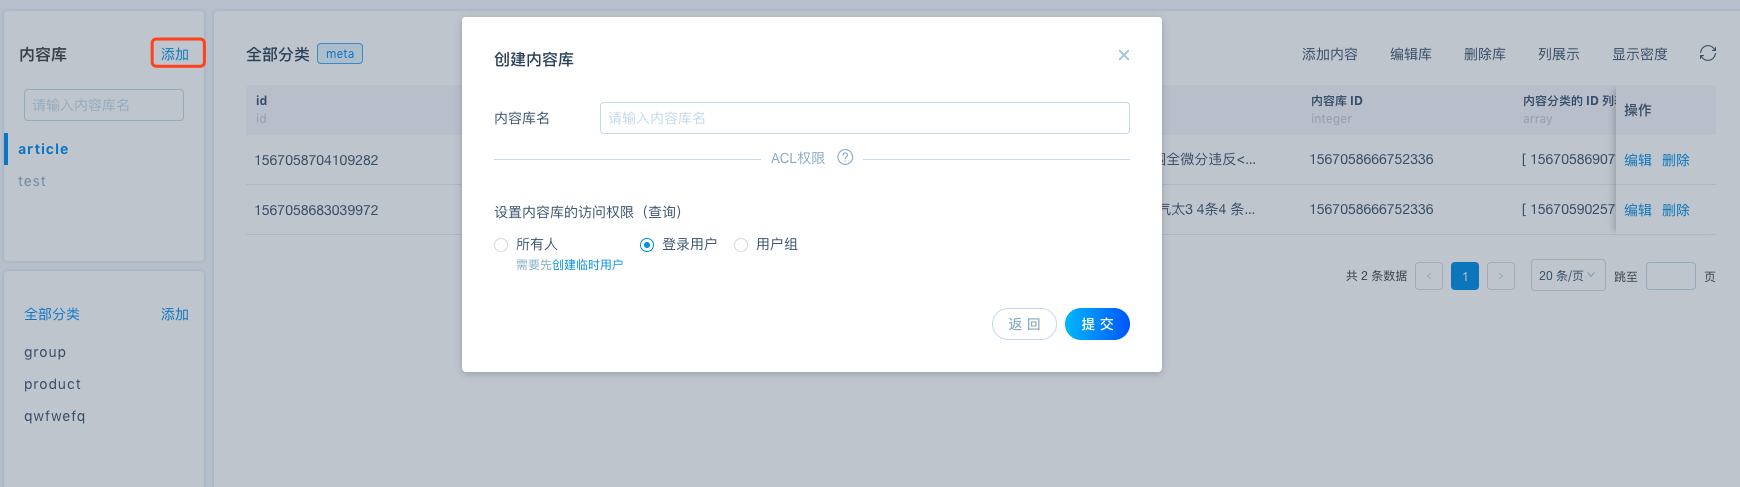 内容库 添加
请输入内容库名
article
test
全部分类 添加
group
product
qwfwefq
全部分类 meta
添加内容 编辑库 删除库 列展示 显示密度
id
id
内容库 ID
integer
内容分类的 ID 列
array
操作
1567058704109282
全微分违反<...
1567058666752336
[ 15670586907
编辑 删除
1567058683039972
气太3 4条4 条...
1567058666752336
[ 15670590257
编辑 删除
共 2 条数据 < 1 > 20 条/页 跳至 页
创建内容库
内容库名 请输入内容库名
ACL权限 ?
设置内容库的访问权限（查询）
所有人 登录用户 用户组
需要先创建临时用户
返 回 提 交